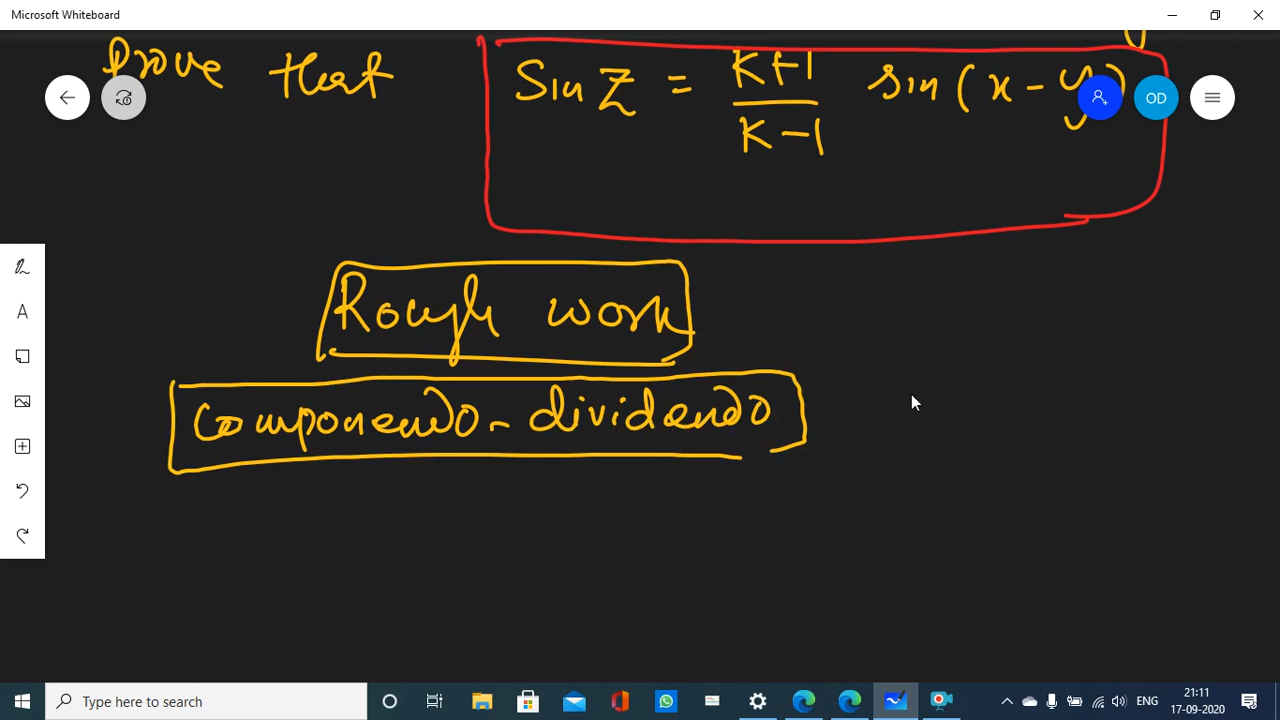 Microsoft Whiteboard
Prove that Sin Z = K+1 / K-1 sin(x-y)
OD
A
Rough work
Componendo - dividendo
Type here to search
ENG
21:11
17-09-2020